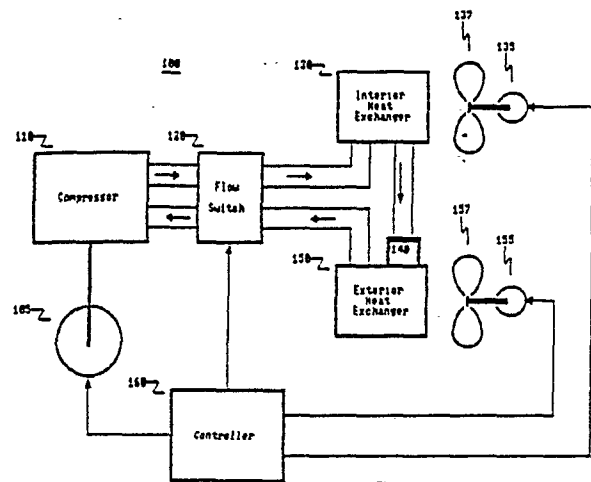 137
135
100
130
Interior
Heat
Exchanger
110
120
Compressor
Flow
Switch
157
155
140
150
Exterior
Heat
Exchanger
105
160
Controller